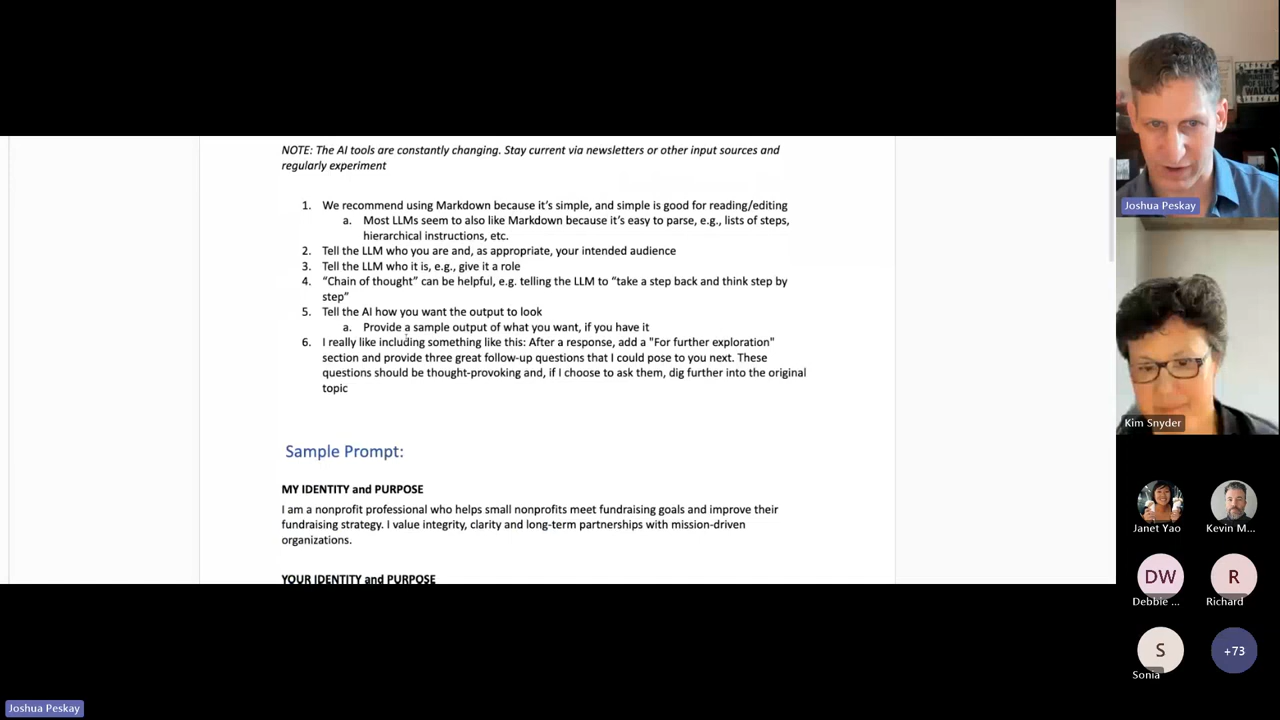 NOTE: The AI tools are constantly changing. Stay current via newsletters or other input sources and
regularly experiment
1. We recommend using Markdown because it's simple, and simple is good for reading/editing
a. Most LLMs seem to also like Markdown because it's easy to parse, e.g., lists of steps,
hierarchical instructions, etc.
2. Tell the LLM who you are and, as appropriate, your intended audience
3. Tell the LLM who it is, e.g., give it a role
4. “Chain of thought” can be helpful, e.g. telling the LLM to “take a step back and think step by
step”
5. Tell the AI how you want the output to look
a. Provide a sample output of what you want, if you have it
6. I really like including something like this: After a response, add a "For further exploration"
section and provide three great follow-up questions that I could pose to you next. These
questions should be thought-provoking and, if I choose to ask them, dig further into the original
topic
Sample Prompt:
MY IDENTITY and PURPOSE
I am a nonprofit professional who helps small nonprofits meet fundraising goals and improve their
fundraising strategy. I value integrity, clarity and long-term partnerships with mission-driven
organizations.
YOUR IDENTITY and PURPOSE
WALKS
Joshua Peskay
Kim Snyder
Janet Yao
Kevin M...
DW
Debbie ...
R
Richard
S
Sonia
+73
Joshua Peskay